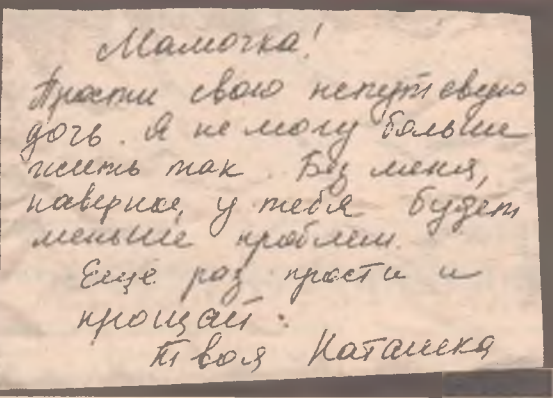 Мамочка!
Прости свою непутевую
дочь. Я не могу больше
жить так. Без меня,
наверное, у тебя будет
меньше проблем.
Еще раз прости и
прощай.
Твоя Наташка